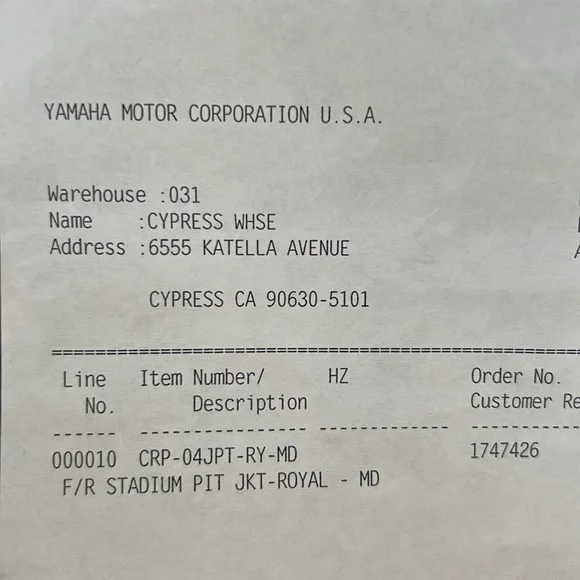 YAMAHA MOTOR CORPORATION U.S.A.
Warehouse :031
Name :CYPRESS WHSE
Address :6555 KATELLA AVENUE
CYPRESS CA 90630-5101
Line Item Number/ HZ Order No.
No. Description Customer Re
000010 CRP-04JPT-RY-MD 1747426
F/R STADIUM PIT JKT-ROYAL - MD